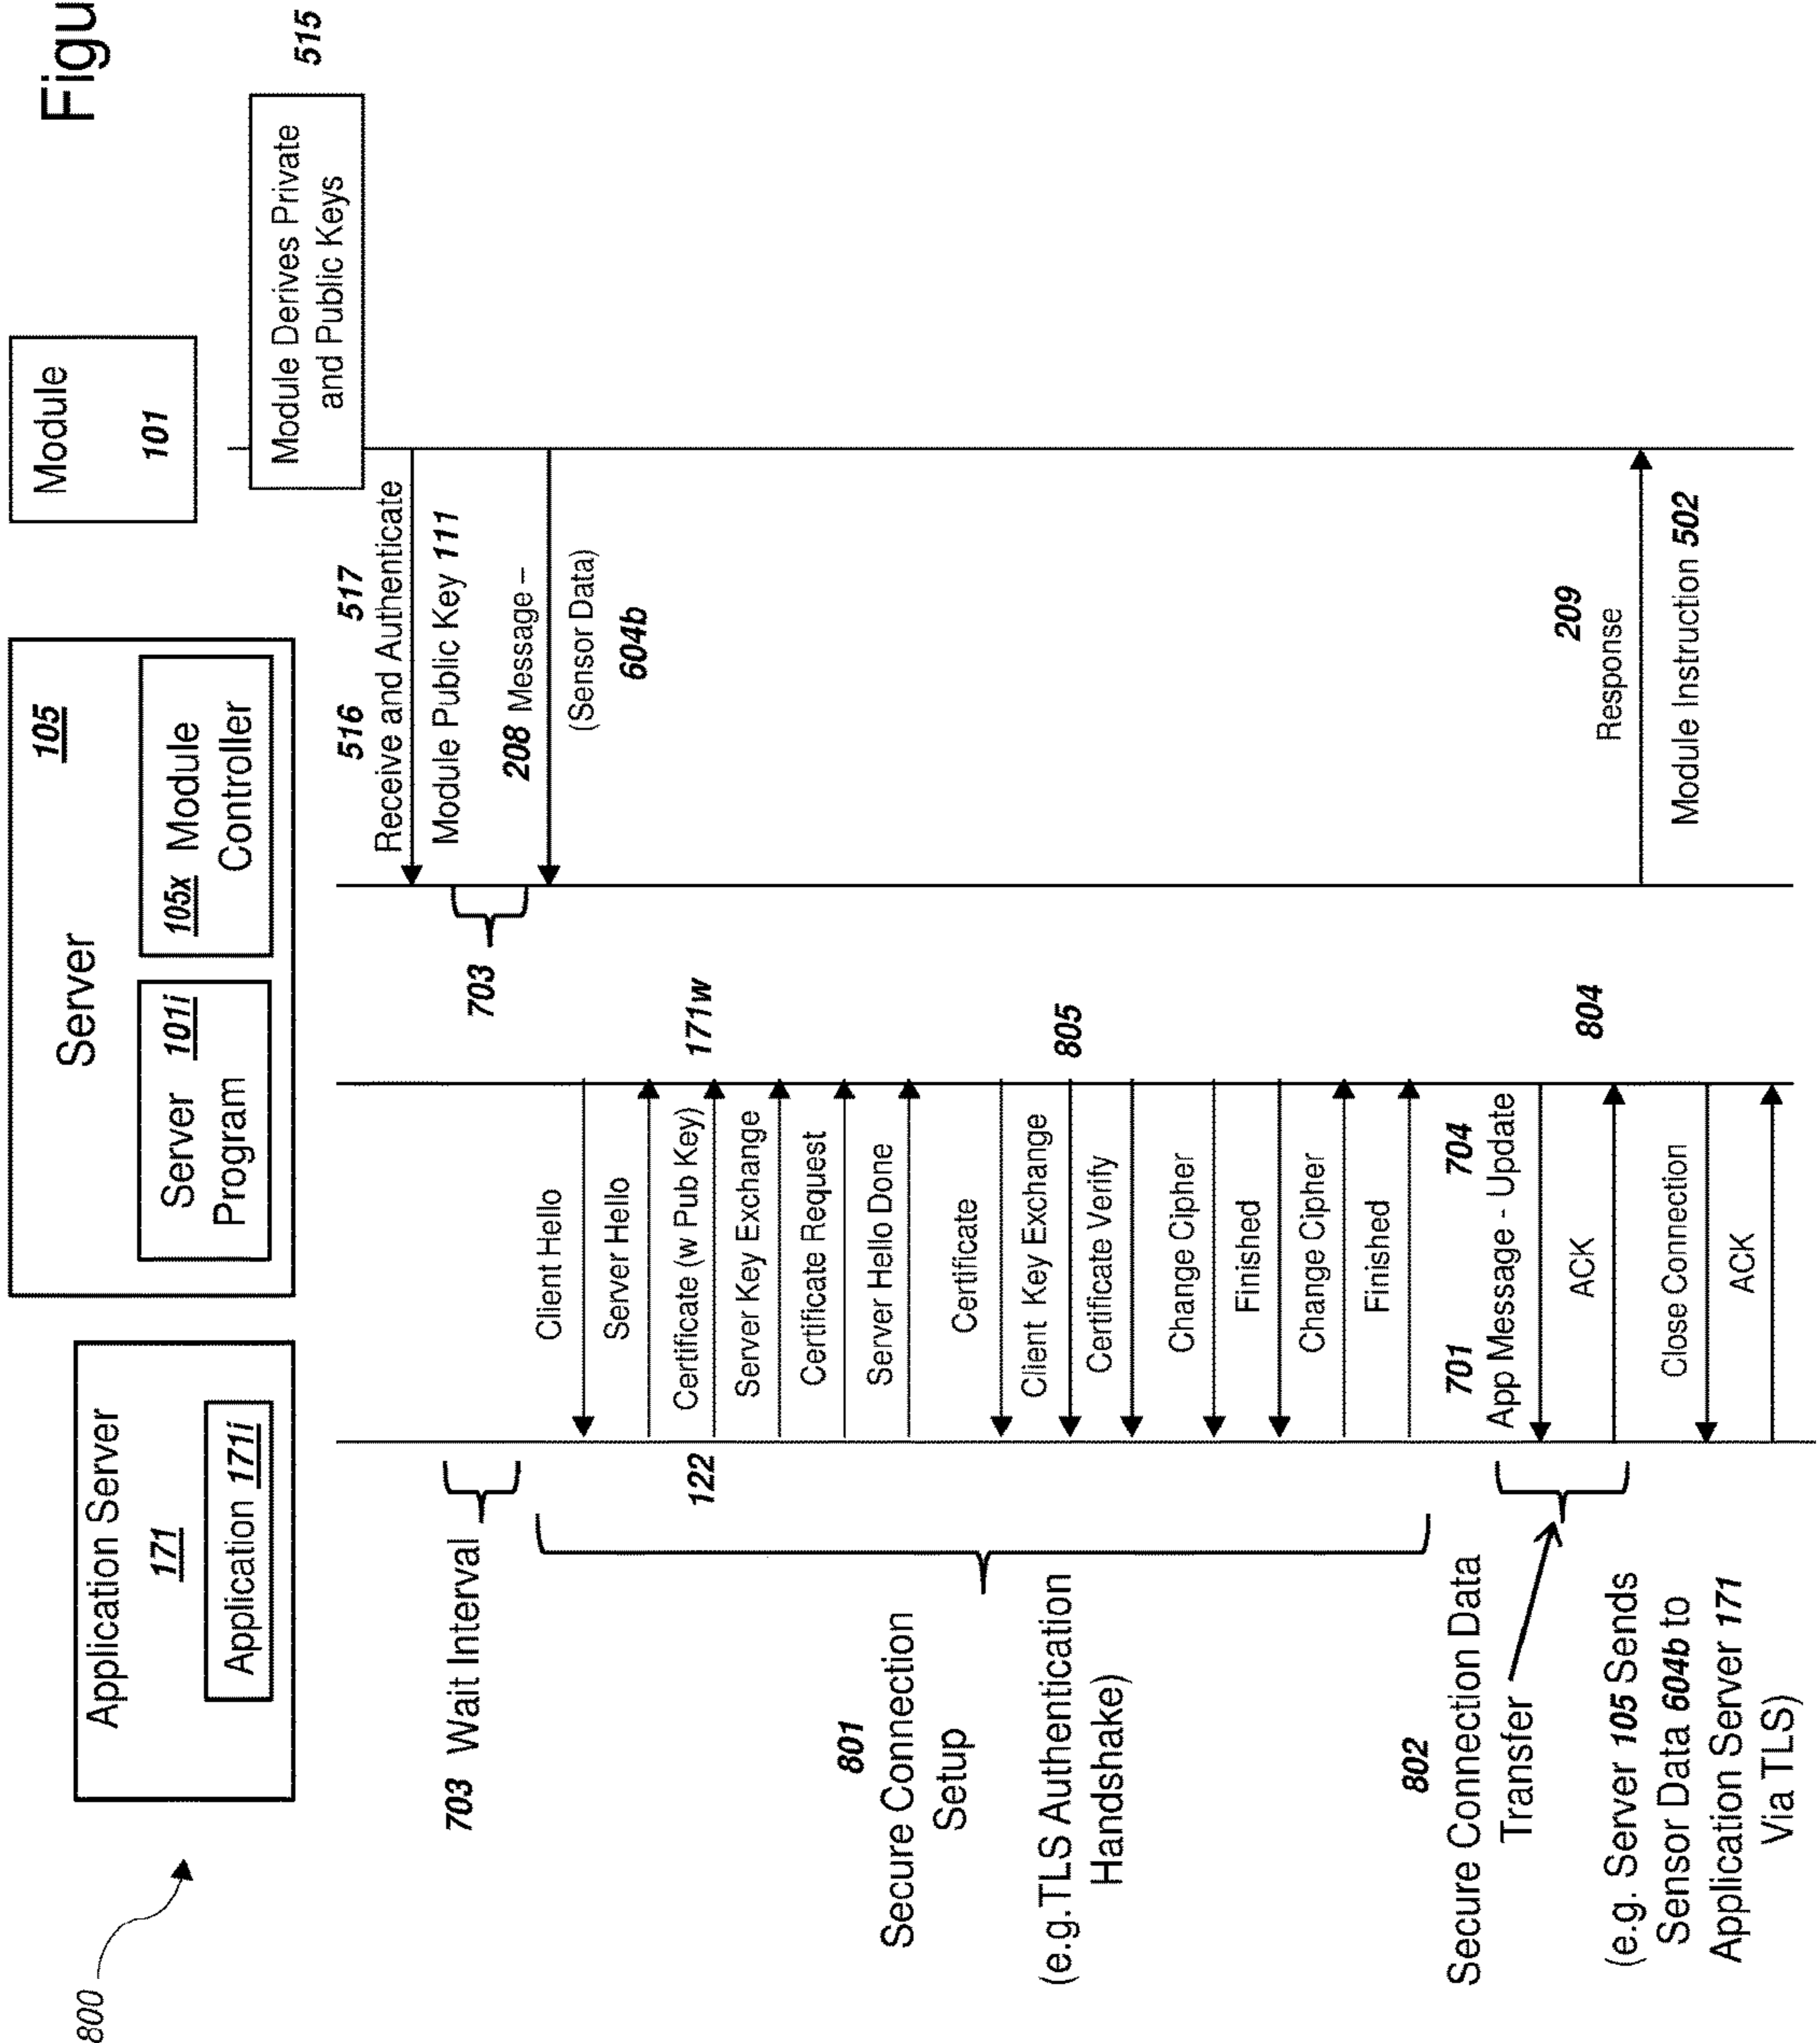 Figu
800
Application Server
171
Application 171i
Server
105
Server 101i
Program
105x Module
Controller
Module
101
Module Derives Private
and Public Keys
515
516 517
Receive and Authenticate
Module Public Key 111
208 Message –
(Sensor Data)
604b
703
703 Wait Interval
Client Hello
Server Hello
122
Certificate (w Pub Key)
171w
Server Key Exchange
Certificate Request
Server Hello Done
Certificate
Client Key Exchange
805
Certificate Verify
Change Cipher
Finished
Change Cipher
Finished
801
Secure Connection
Setup
(e.g.TLS Authentication
Handshake)
701 704
App Message - Update
ACK
804
Close Connection
ACK
802
Secure Connection Data
Transfer
(e.g. Server 105 Sends
Sensor Data 604b to
Application Server 171
Via TLS)
209
Response
Module Instruction 502